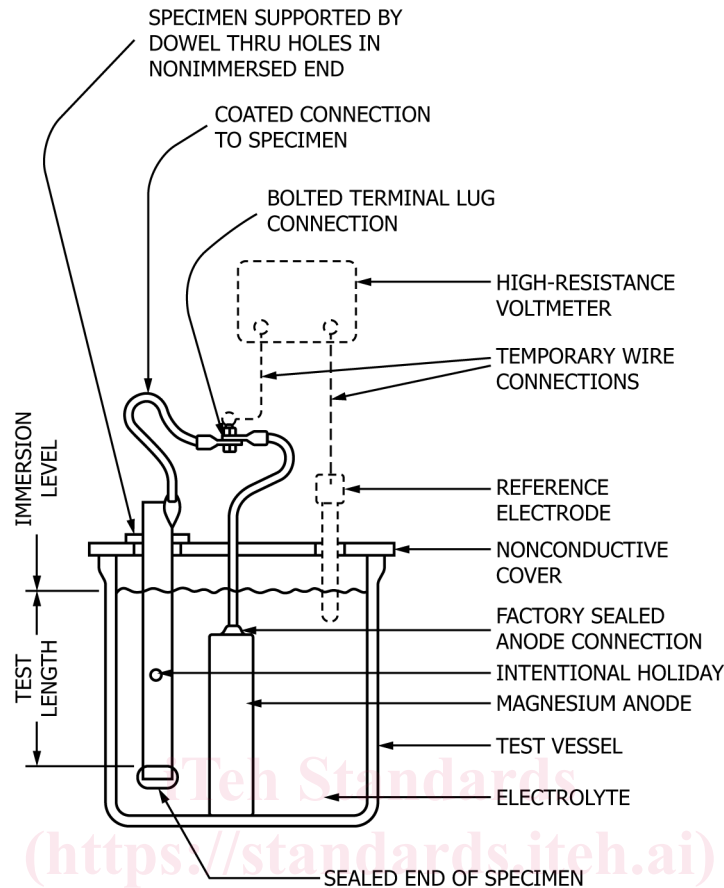 SPECIMEN SUPPORTED BY
DOWEL THRU HOLES IN
NONIMMERSED END
COATED CONNECTION
TO SPECIMEN
BOLTED TERMINAL LUG
CONNECTION
HIGH-RESISTANCE
VOLTMETER
TEMPORARY WIRE
CONNECTIONS
IMMERSION
LEVEL
REFERENCE
ELECTRODE
NONCONDUCTIVE
COVER
TEST
LENGTH
FACTORY SEALED
ANODE CONNECTION
INTENTIONAL HOLIDAY
MAGNESIUM ANODE
TEST VESSEL
iTeh Standards
ELECTROLYTE
(https://standards.iteh.ai)
SEALED END OF SPECIMEN